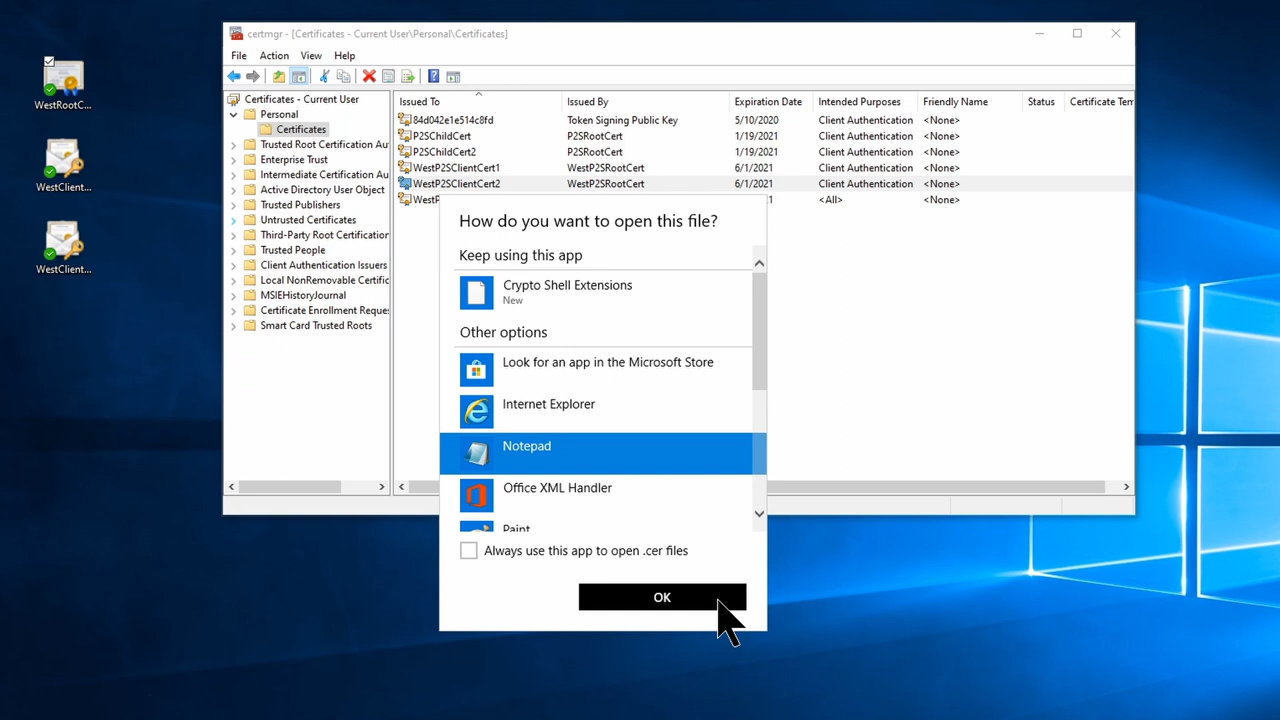 certmgr - [Certificates - Current User\Personal\Certificates]
File Action View Help
WestRootC...
WestClient...
WestClient...
Certificates - Current User
Personal
Certificates
Trusted Root Certification Au
Enterprise Trust
Intermediate Certification Au
Active Directory User Object
Trusted Publishers
Untrusted Certificates
Third-Party Root Certification
Trusted People
Client Authentication Issuers
Local NonRemovable Certific
MSIEHistoryJournal
Certificate Enrollment Reques
Smart Card Trusted Roots
Issued To Issued By Expiration Date Intended Purposes Friendly Name Status Certificate Tem
84d042e1e514c8fd Token Signing Public Key 5/10/2020 Client Authentication <None>
P2SChildCert P2SRootCert 1/19/2021 Client Authentication <None>
P2SChildCert2 P2SRootCert 1/19/2021 Client Authentication <None>
WestP2SClientCert1 WestP2SRootCert 6/1/2021 Client Authentication <None>
WestP2SClientCert2 WestP2SRootCert 6/1/2021 Client Authentication <None>
WestP 1 <All> <None>
How do you want to open this file?
Keep using this app
Crypto Shell Extensions
New
Other options
Look for an app in the Microsoft Store
Internet Explorer
Notepad
Office XML Handler
Paint
Always use this app to open .cer files
OK